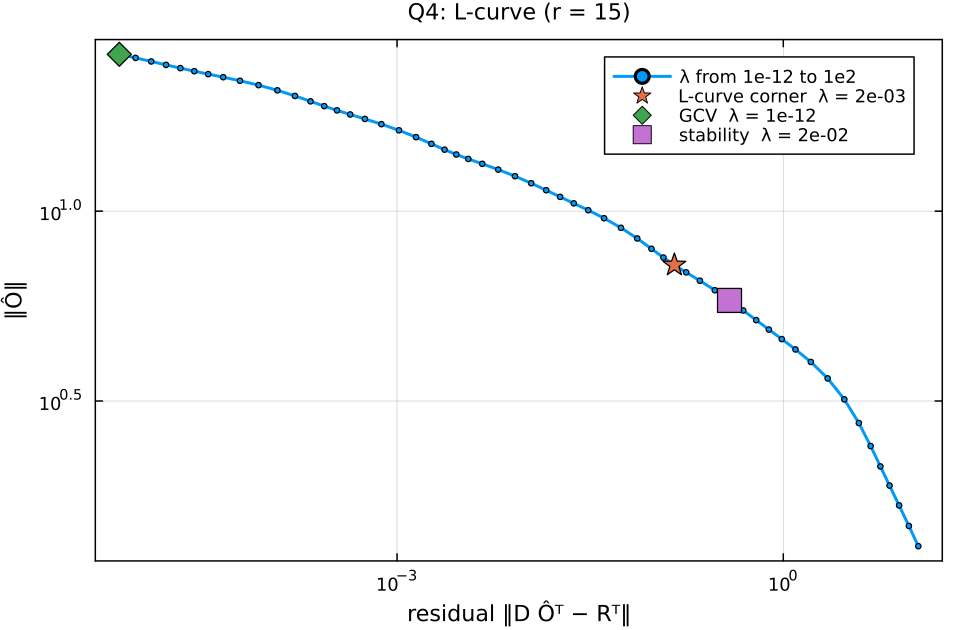 Q4: L-curve (r = 15)
λ from 1e-12 to 1e2
L-curve corner  λ = 2e-03
GCV  λ = 1e-12
stability  λ = 2e-02
10^1.0
10^0.5
‖Ô‖
10^−3
10^0
residual ‖D Ôᵀ − Rᵀ‖